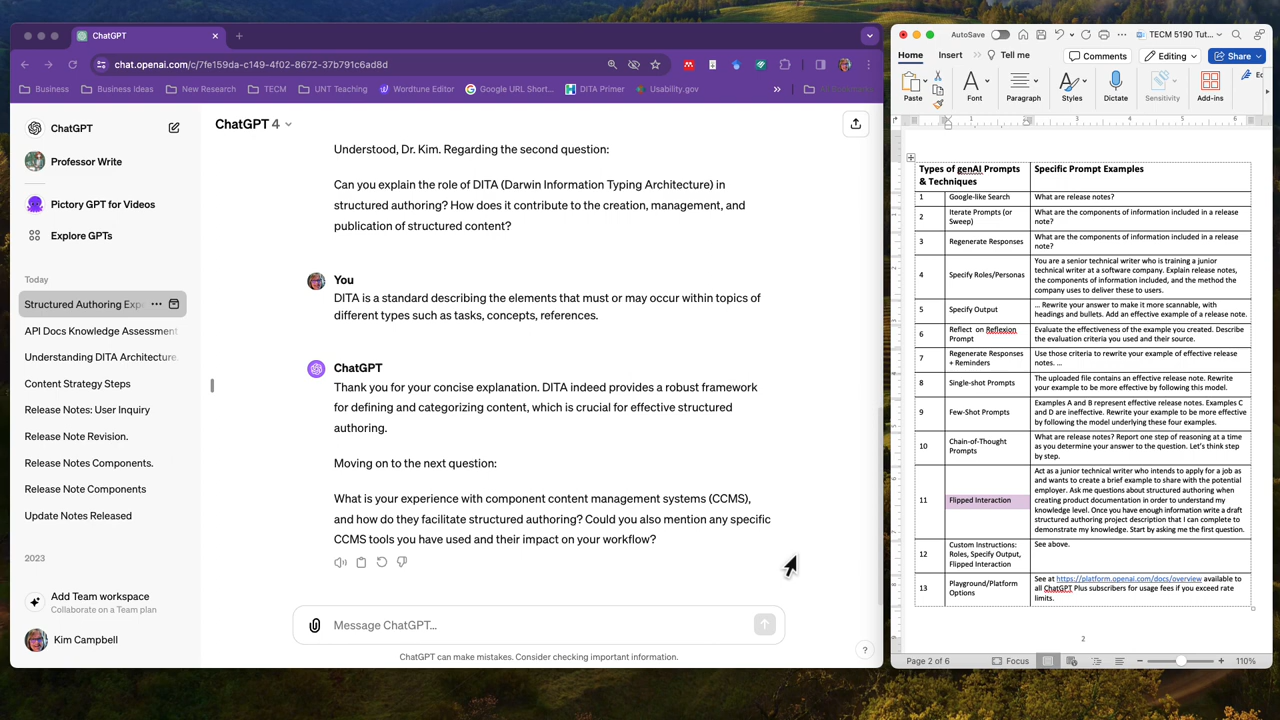 ChatGPT
chat.openai.com/c/7fef39da-c149-4f02-8672-37b791c6ad8d
Business
Business Ideas
New Research
TECM
AI Teaching
Wordtune Editor
Google URL Short...
DITA Primer
Usability.gov
All Bookmarks
ChatGPT
Professor Write
Pictory GPT for Videos
Explore GPTs
Today
Structured Authoring Exp
API Docs Knowledge Assessment
Understanding DITA Architecture
Content Strategy Steps
Release Notes: User Inquiry
Release Note Revision.
Release Notes Components.
Release Note Components
Update Notes Released
2023
Add Team workspace
Collaborate on a Team plan
Kim Campbell
ChatGPT 4
Understood, Dr. Kim. Regarding the second question:
Can you explain the role of DITA (Darwin Information Typing Architecture) in
structured authoring? How does it contribute to the creation, management, and
publication of structured content?
You
DITA is a standard describing the elements that must or may occur within topics of
different types such as tasks, concepts, references.
ChatGPT
Thank you for your concise explanation. DITA indeed provides a robust framework
for defining and categorizing content, which is crucial for effective structured
authoring.
Moving on to the next question:
What is your experience with component content management systems (CCMS),
and how do they facilitate structured authoring? Could you also mention any specific
CCMS tools you have used and their impact on your workflow?
Message ChatGPT...
ChatGPT can make mistakes. Consider checking important information.
?
AutoSave
TECM 5190 Tut...
Home
Insert
Tell me
Comments
Editing
Share
Paste
Font
Paragraph
Styles
Dictate
Sensitivity
Add-ins
Types of genAI Prompts
& Techniques
Specific Prompt Examples
1
Google-like Search
What are release notes?
2
Iterate Prompts (or
Sweep)
What are the components of information included in a release
note?
3
Regenerate Responses
What are the components of information included in a release
note?
4
Specify Roles/Personas
You are a senior technical writer who is training a junior
technical writer at a software company. Explain release notes,
the components of information included, and the method the
company uses to deliver these to users.
5
Specify Output
... Rewrite your answer to make it more scannable, with
headings and bullets. Add an effective example of a release note.
6
Reflect on Reflexion
Prompt
Evaluate the effectiveness of the example you created. Describe
the evaluation criteria you used and their source.
7
Regenerate Responses
+ Reminders
Use those criteria to rewrite your example of effective release
notes. ...
8
Single-shot Prompts
The uploaded file contains an effective release note. Rewrite
your example to be more effective by following this model.
9
Few-Shot Prompts
Examples A and B represent effective release notes. Examples C
and D are ineffective. Rewrite your example to be more effective
by following the model underlying these four examples.
10
Chain-of-Thought
Prompts
What are release notes? Report one step of reasoning at a time
as you determine your answer to the question. Let's think step
by step.
11
Flipped Interaction
Act as a junior technical writer who intends to apply for a job as
and wants to create a brief example to share with the potential
employer. Ask me questions about structured authoring when
creating product documentation in order to understand my
knowledge level. Once you have enough information write a draft
structured authoring project description that I can complete to
demonstrate my knowledge. Start by asking me the first question.
12
Custom Instructions:
Roles, Specify Output,
Flipped Interaction
See above.
13
Playground/Platform
Options
See at https://platform.openai.com/docs/overview available to
all ChatGPT Plus subscribers for usage fees if you exceed rate
limits.
2
Page 2 of 6
Focus
110%